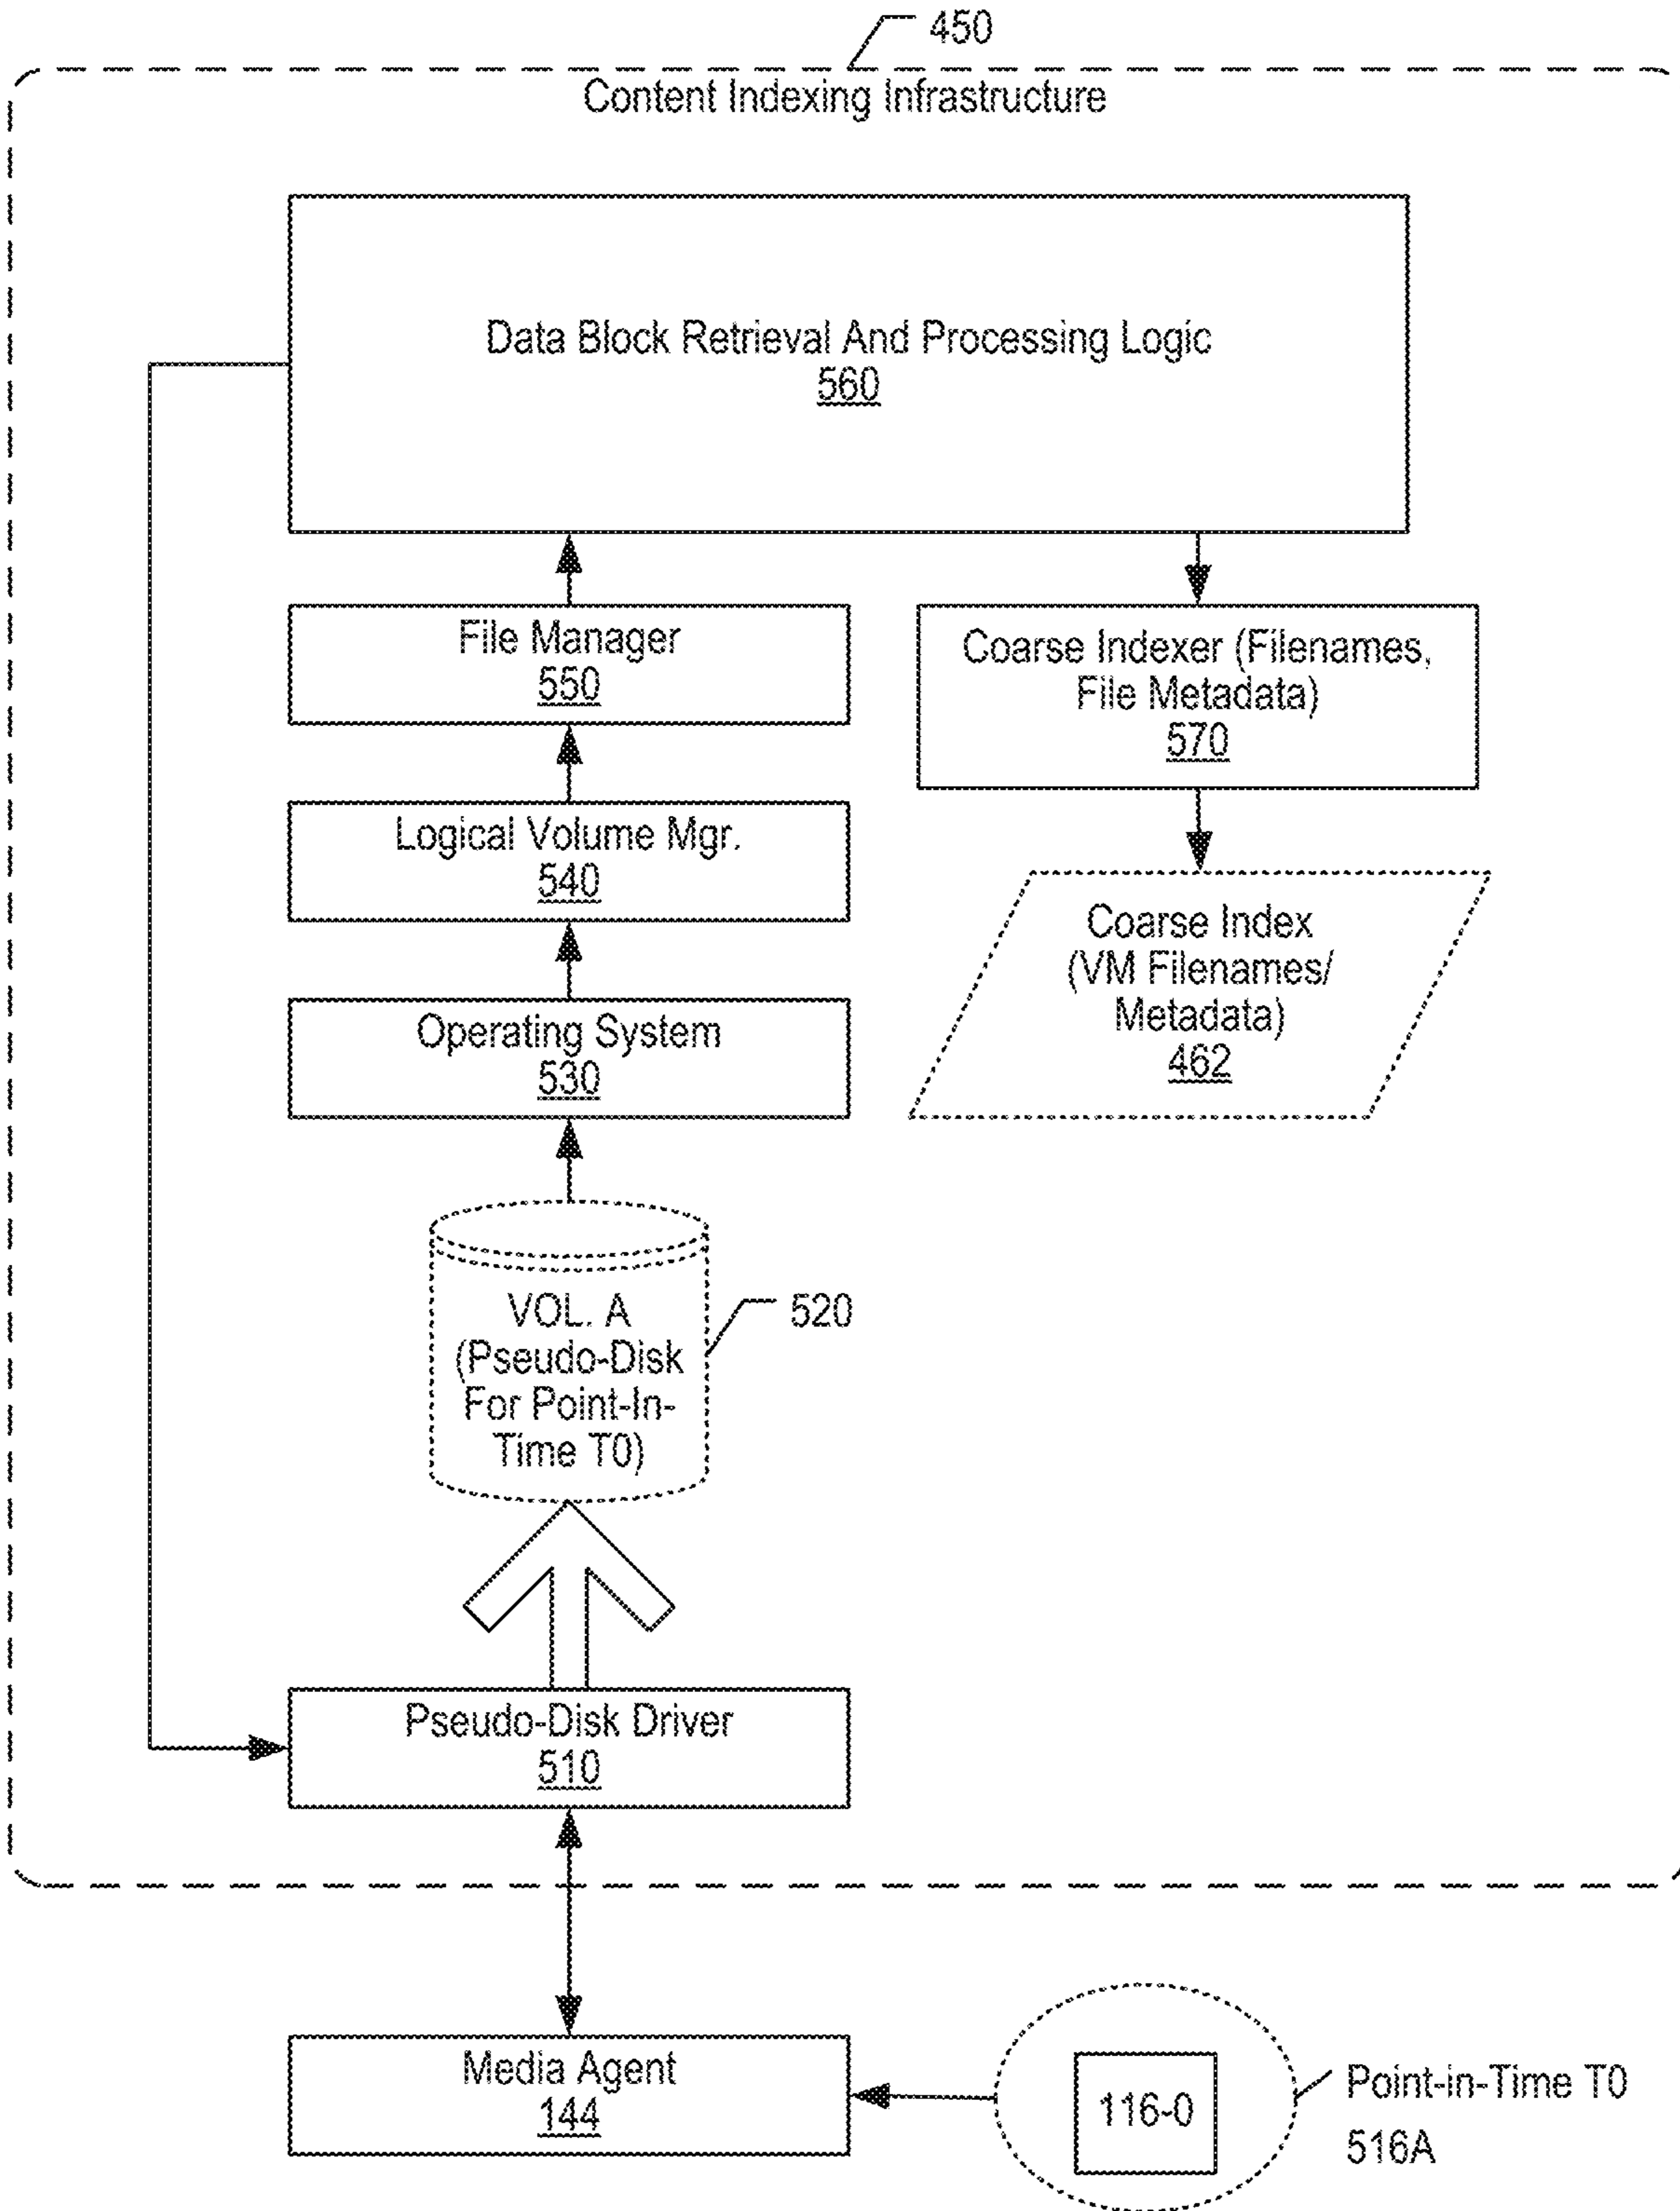 450
Content Indexing Infrastructure
Data Block Retrieval And Processing Logic
560
File Manager
550
Coarse Indexer (Filenames,
File Metadata)
570
Logical Volume Mgr.
540
Coarse Index
(VM Filenames/
Metadata)
462
Operating System
530
VOL. A
(Pseudo-Disk
For Point-In-
Time T0)
520
Pseudo-Disk Driver
510
Media Agent
144
116-0
Point-in-Time T0
516A